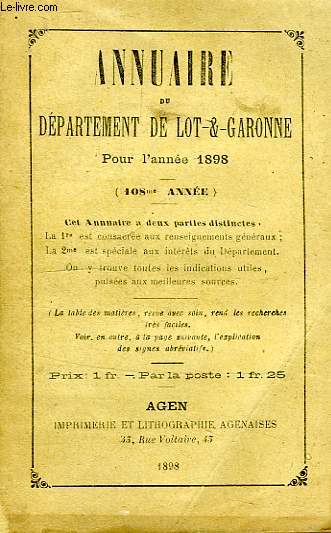 le-livre.com
ANNUAIRE
DU
DÉPARTEMENT DE LOT-&-GARONNE
Pour l'année 1898
( 108me ANNÉE )
Cet Annuaire a deux parties distinctes :
La 1re est consacrée aux renseignements généraux ;
La 2me est spéciale aux intérêts du Département.
On y trouve toutes les indications utiles,
puisées aux meilleures sources.
(La table des matières, revue avec soin, rend les recherches
très faciles.
Voir, en outre, à la page suivante, l'explication
des signes abréviatifs.)
Prix: 1 fr. — Par la poste : 1 fr. 25
AGEN
IMPRIMERIE ET LITHOGRAPHIE AGENAISES
43, Rue Voltaire, 43
1898